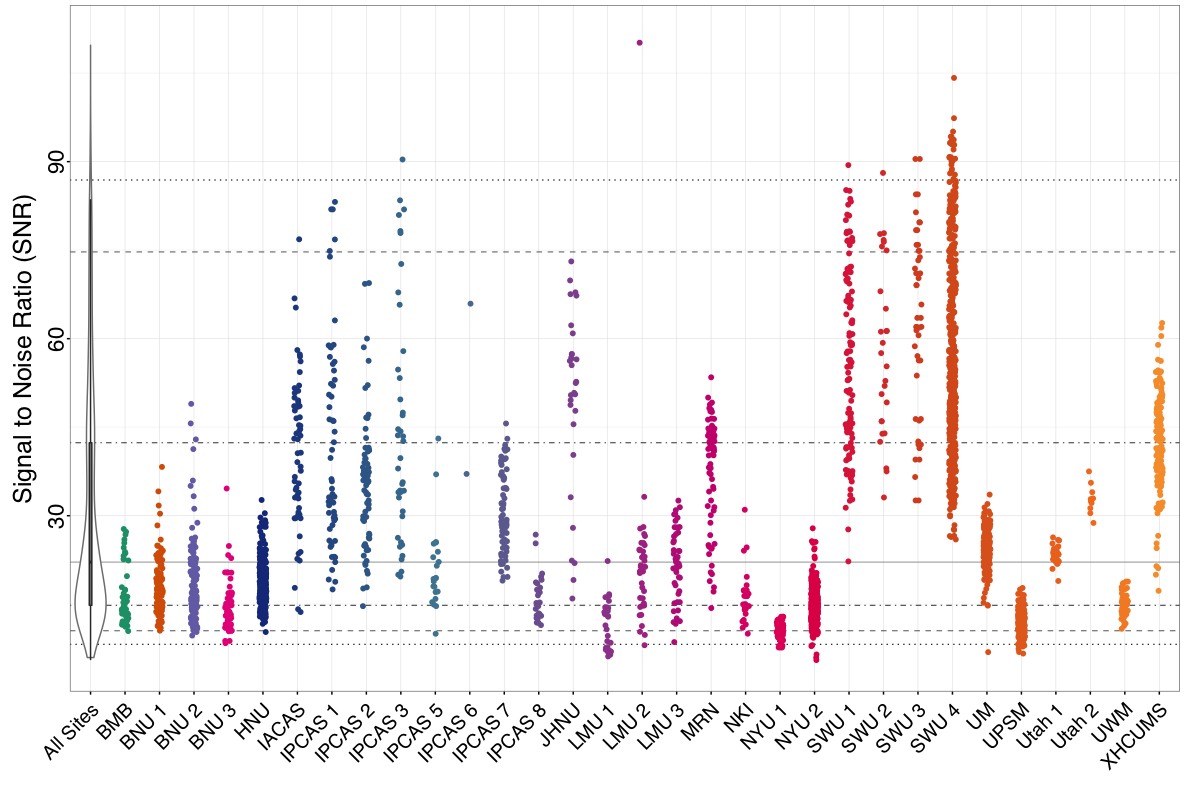 Signal to Noise Ratio (SNR)
90
60
30
All Sites
BMB
BNU 1
BNU 2
BNU 3
HNU
IACAS
IPCAS 1
IPCAS 2
IPCAS 3
IPCAS 5
IPCAS 6
IPCAS 7
IPCAS 8
JHNU
LMU 1
LMU 2
LMU 3
MRN
NKI
NYU 1
NYU 2
SWU 1
SWU 2
SWU 3
SWU 4
UM
UPSM
Utah 1
Utah 2
UWM
XHCUMS